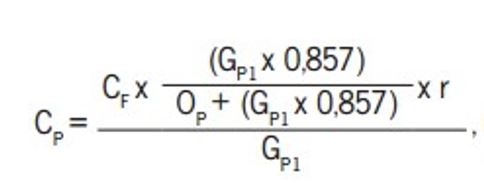 (G_P1 x 0,857)
C_F x ——— x r
O_P + (G_P1 x 0,857)
C_P = ———,
G_P1